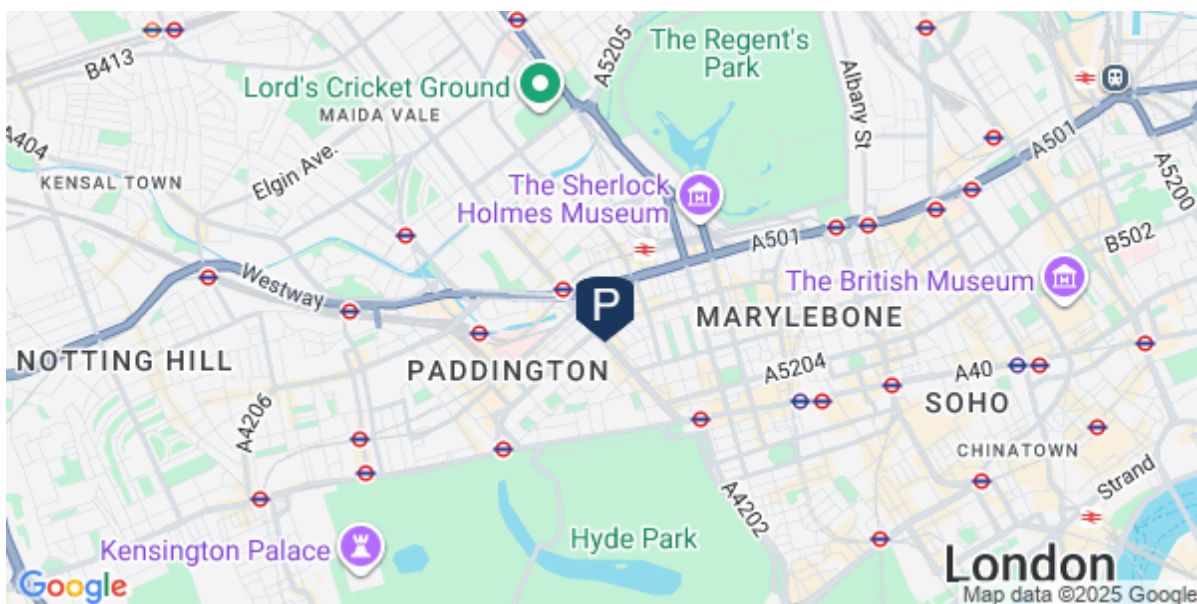 B413
A5205
The Regent's
Park
Lord's Cricket Ground
MAIDA VALE
Albany St
A404
Elgin Ave.
KENSAL TOWN
A501
A5200
The Sherlock
Holmes Museum
A501
B502
Westway
The British Museum
P
MARYLEBONE
NOTTING HILL
PADDINGTON
A5204
A40
SOHO
A4206
CHINATOWN
Strand
A4202
Kensington Palace
Hyde Park
London
Google
Map data ©2025 Google